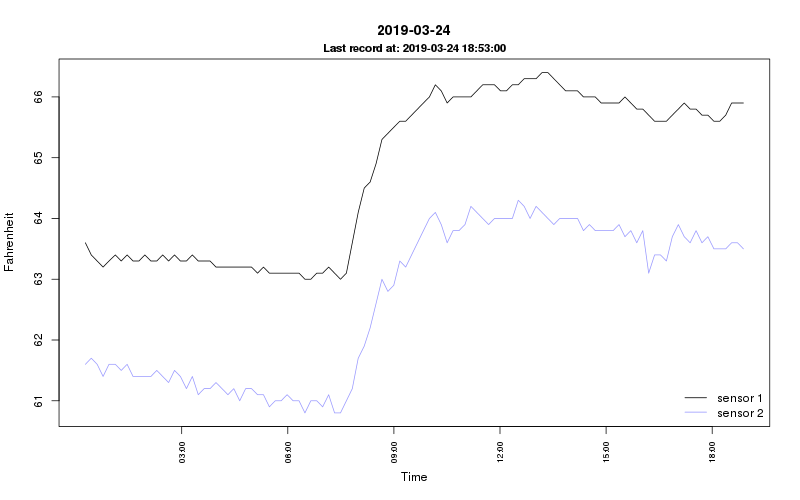 2019-03-24
Last record at: 2019-03-24 18:53:00
Fahrenheit
66
65
64
63
62
61
sensor 1
sensor 2
03:00
06:00
09:00
12:00
15:00
18:00
Time